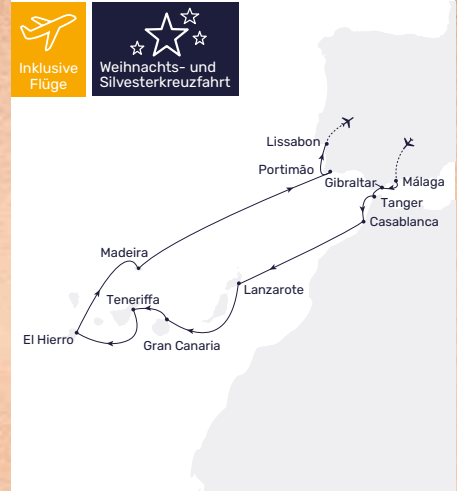 Inklusive
Flüge
Weihnachts- und
Silvesterkreuzfahrt
Lissabon
Portimão
Gibraltar
Málaga
Tanger
Casablanca
Madeira
Lanzarote
Teneriffa
El Hierro
Gran Canaria